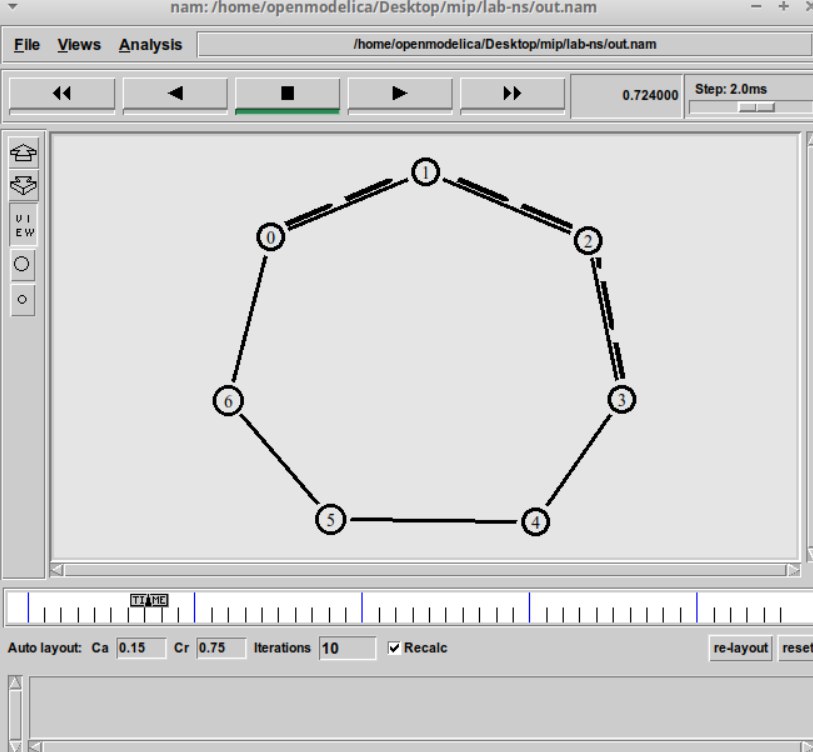 nam: /home/openmodelica/Desktop/mip/lab-ns/out.nam
File Views Analysis /home/openmodelica/Desktop/mip/lab-ns/out.nam
0.724000 Step: 2.0ms
VI
EW
1
0 2
6 3
5 4
TIME
Auto layout: Ca 0.15 Cr 0.75 Iterations 10 Recalc re-layout reset